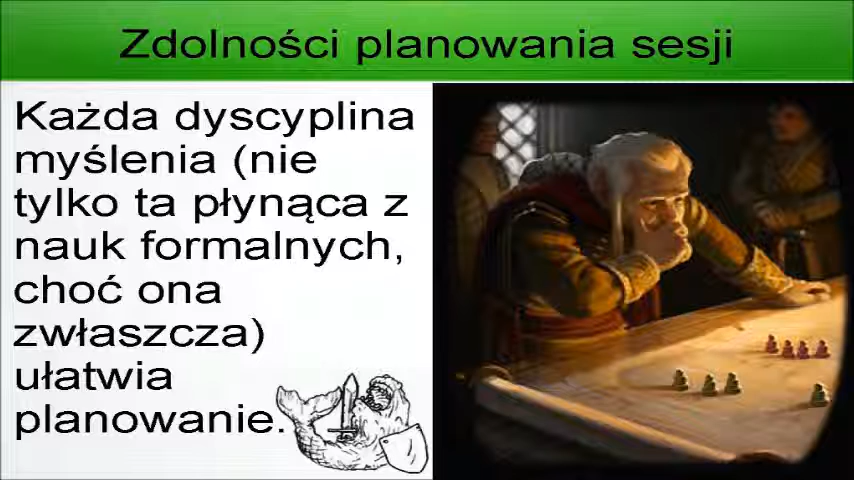 Zdolności planowania sesji
Każda dyscyplina
myślenia (nie
tylko ta płynąca z
nauk formalnych,
choć ona
zwłaszcza)
ułatwia
planowanie.